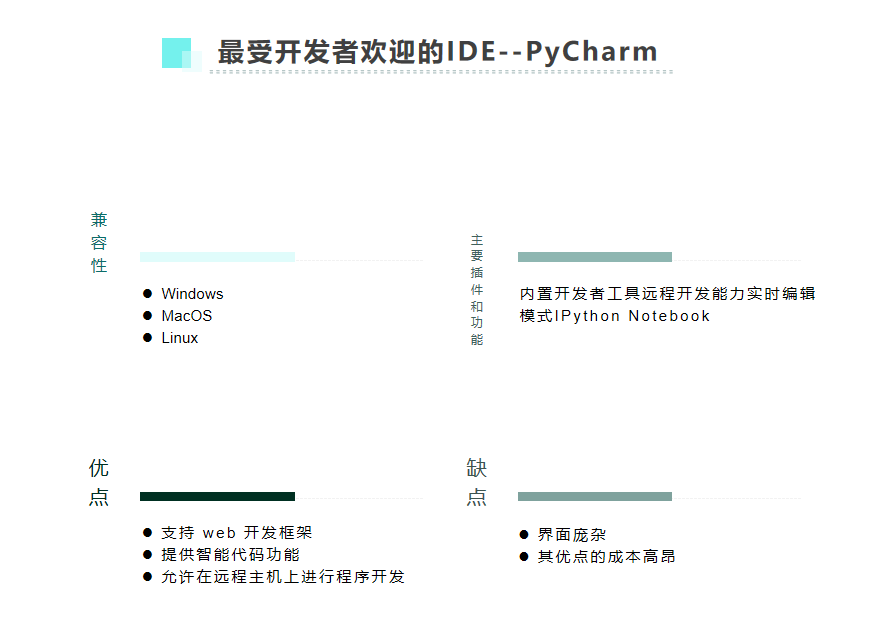 最受开发者欢迎的IDE--PyCharm
兼容性
Windows
MacOS
Linux
主要插件和功能
内置开发者工具远程开发能力实时编辑
模式IPython Notebook
优点
支持 web 开发框架
提供智能代码功能
允许在远程主机上进行程序开发
缺点
界面庞杂
其优点的成本高昂